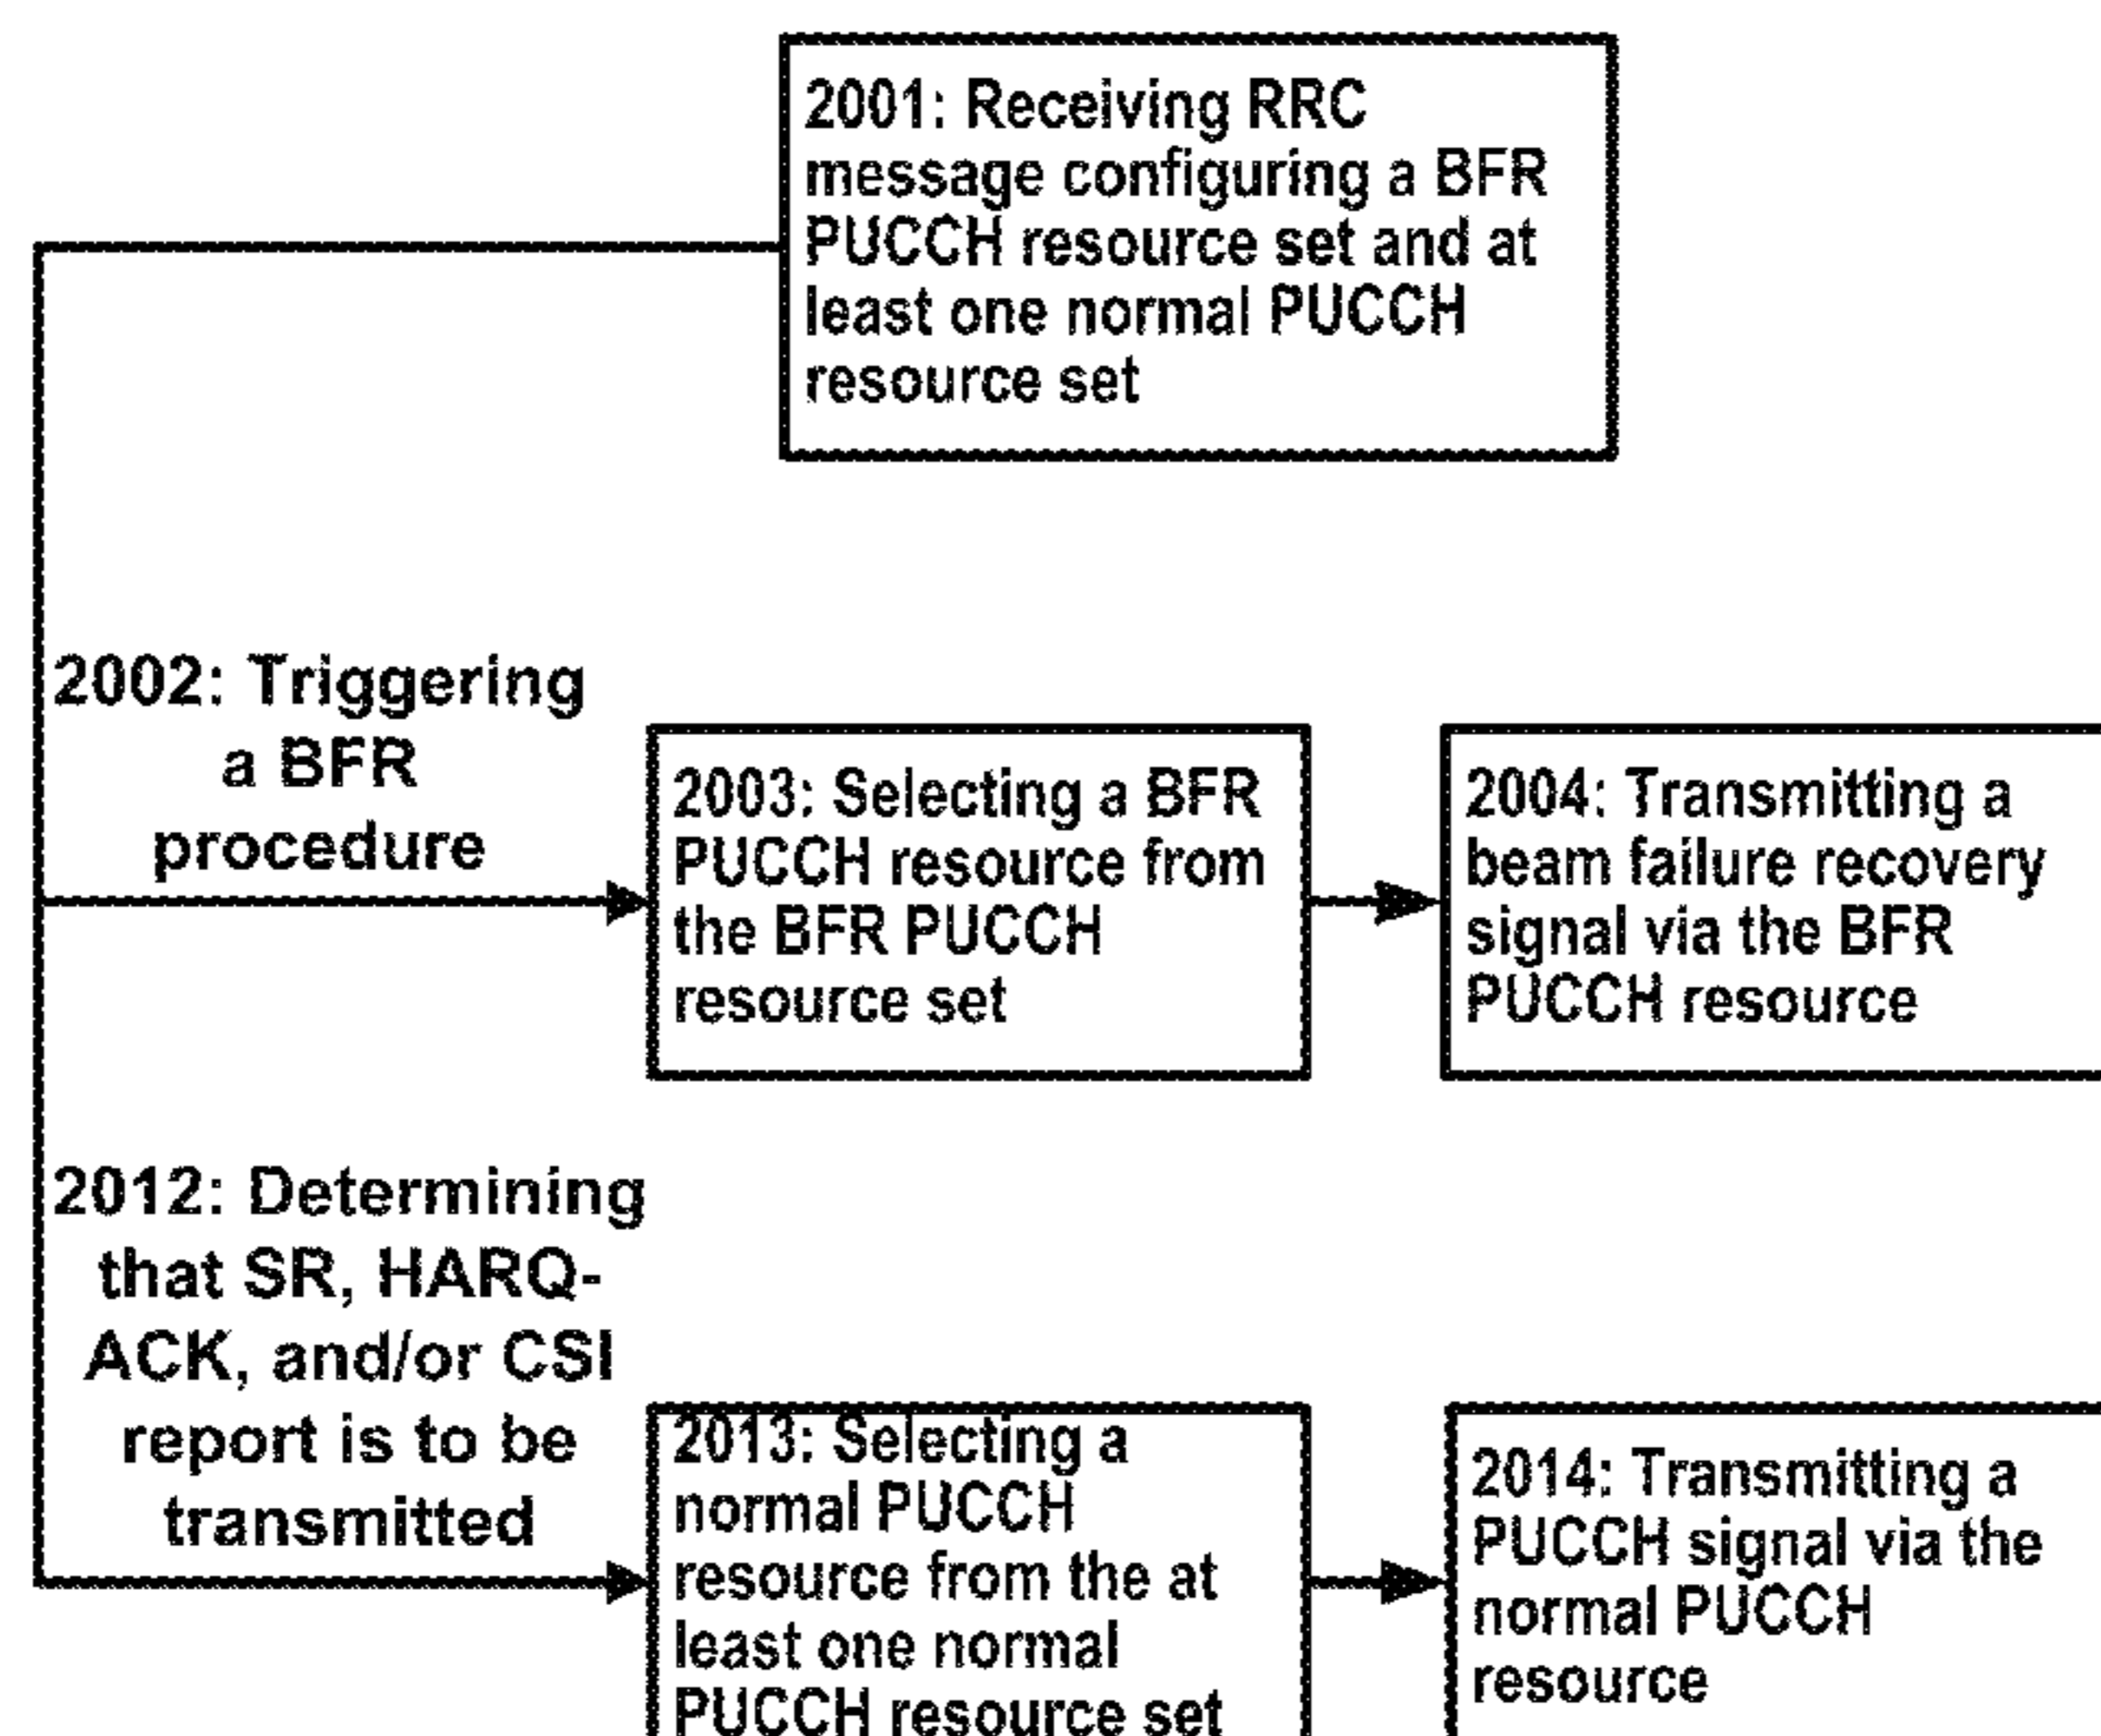 2001: Receiving RRC
message configuring a BFR
PUCCH resource set and at
least one normal PUCCH
resource set
2002: Triggering
a BFR
procedure
2003: Selecting a BFR
PUCCH resource from
the BFR PUCCH
resource set
2004: Transmitting a
beam failure recovery
signal via the BFR
PUCCH resource
2012: Determining
that SR, HARQ-
ACK, and/or CSI
report is to be
transmitted
2013: Selecting a
normal PUCCH
resource from the at
least one normal
PUCCH resource set
2014: Transmitting a
PUCCH signal via the
normal PUCCH
resource